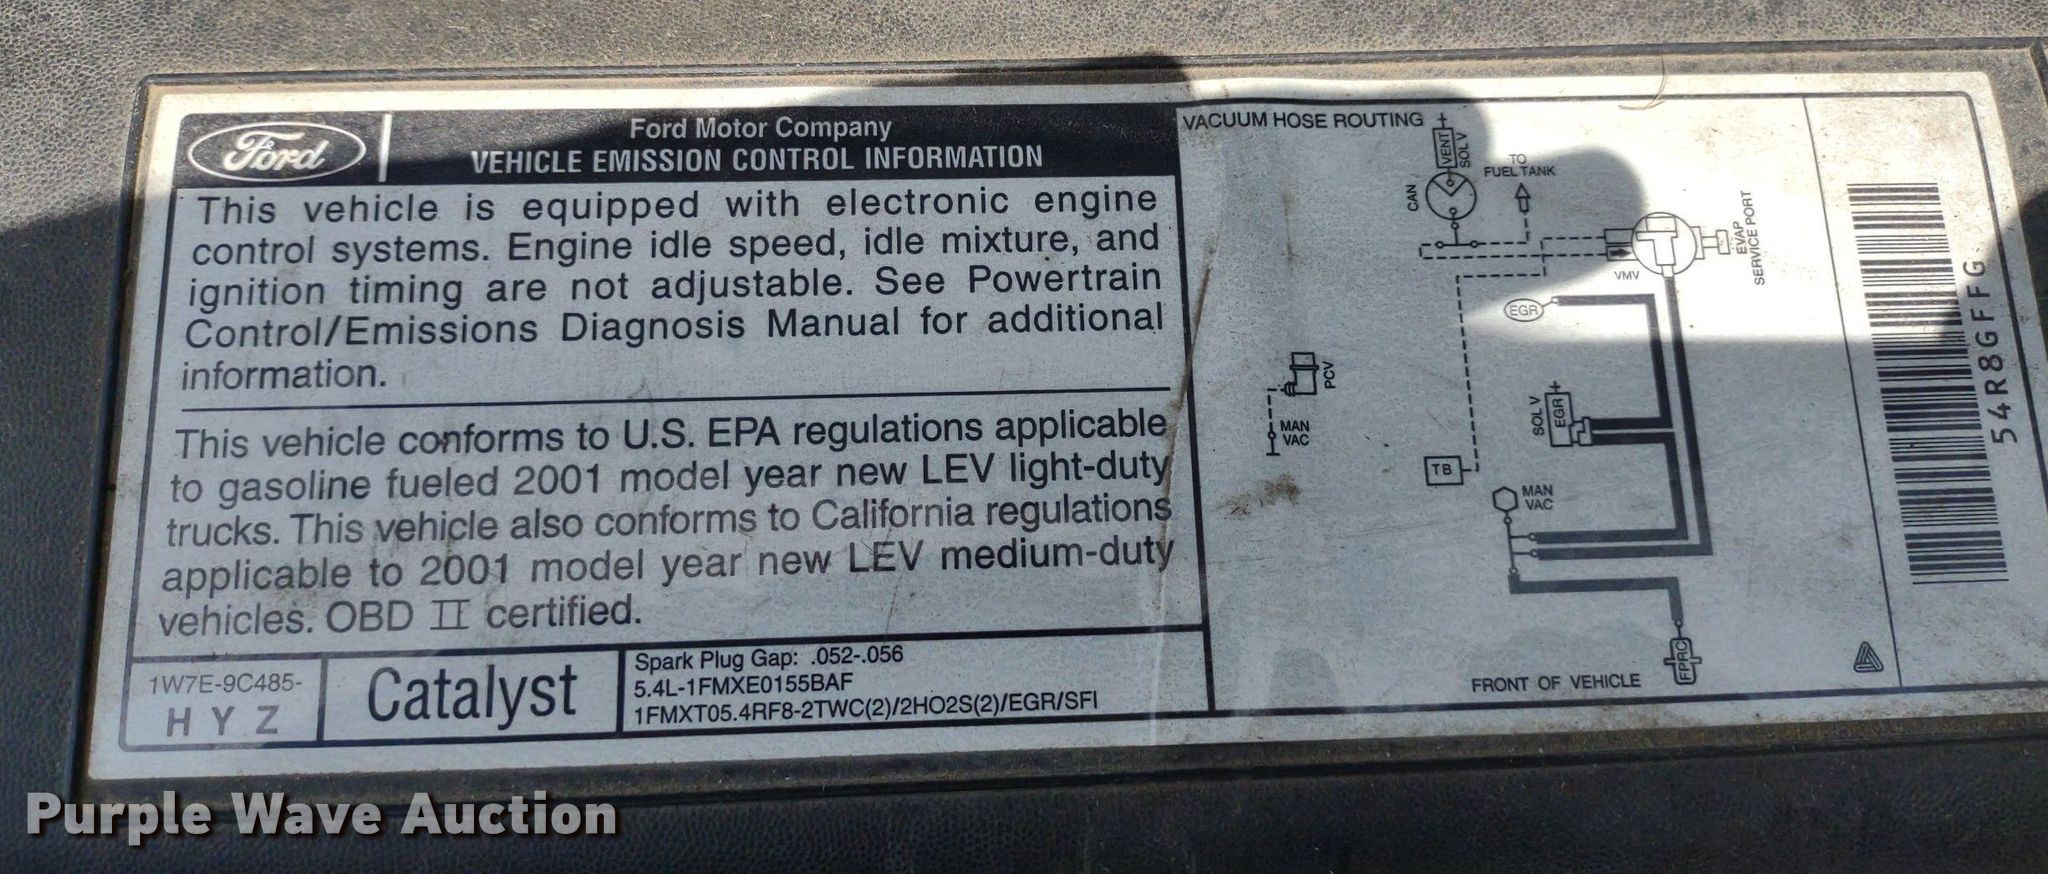 Ford
Ford Motor Company
VEHICLE EMISSION CONTROL INFORMATION
This vehicle is equipped with electronic engine
control systems. Engine idle speed, idle mixture, and
ignition timing are not adjustable. See Powertrain
Control/Emissions Diagnosis Manual for additional
information.
This vehicle conforms to U.S. EPA regulations applicable
to gasoline fueled 2001 model year new LEV light-duty
trucks. This vehicle also conforms to California regulations
applicable to 2001 model year new LEV medium-duty
vehicles. OBD II certified.
1W7E-9C485-
H Y Z
Catalyst
Spark Plug Gap: .052-.056
5.4L-1FMXE0155BAF
1FMXT05.4RF8-2TWC(2)/2HO2S(2)/EGR/SFI
VACUUM HOSE ROUTING
VENT
SOL V
CAN
TO
FUEL TANK
VMV
EVAP
SERVICE PORT
EGR
PCV
MAN
VAC
SOL V
EGR
TB
MAN
VAC
FPRC
FRONT OF VEHICLE
54R8GFFG
Purple Wave Auction